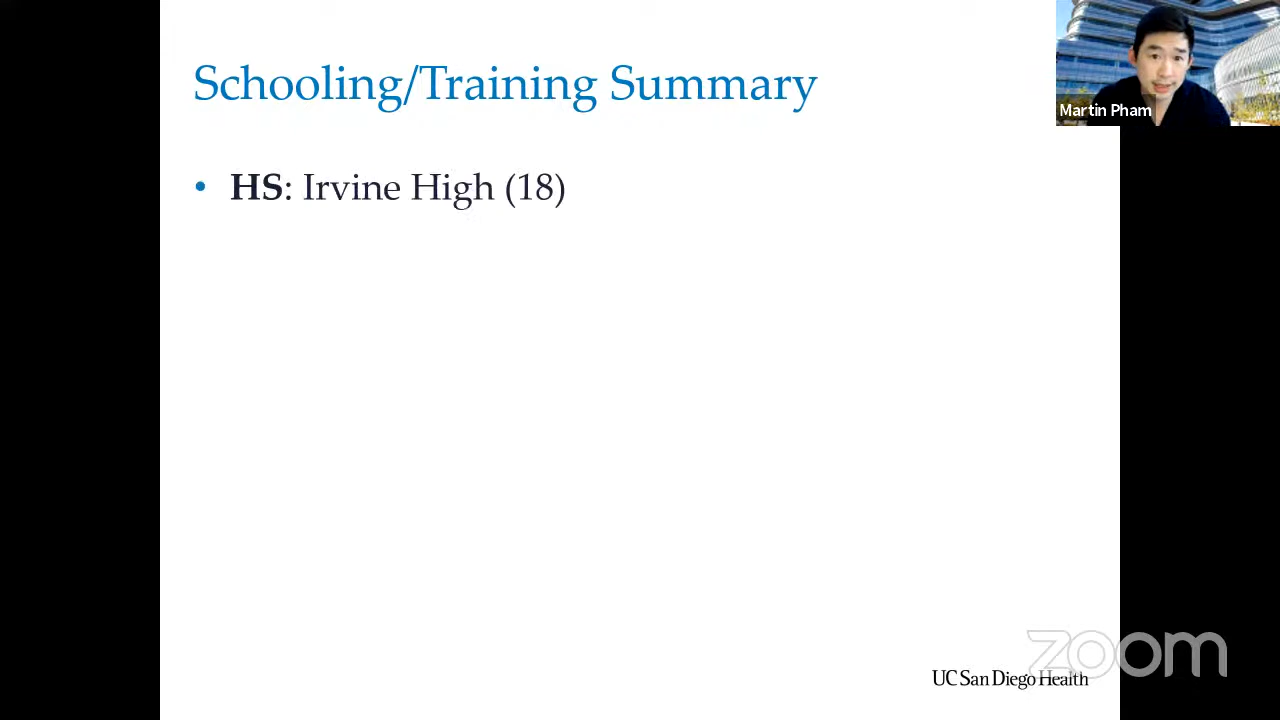 Schooling/Training Summary
Martin Pham
• HS: Irvine High (18)
zoom
UC San Diego Health